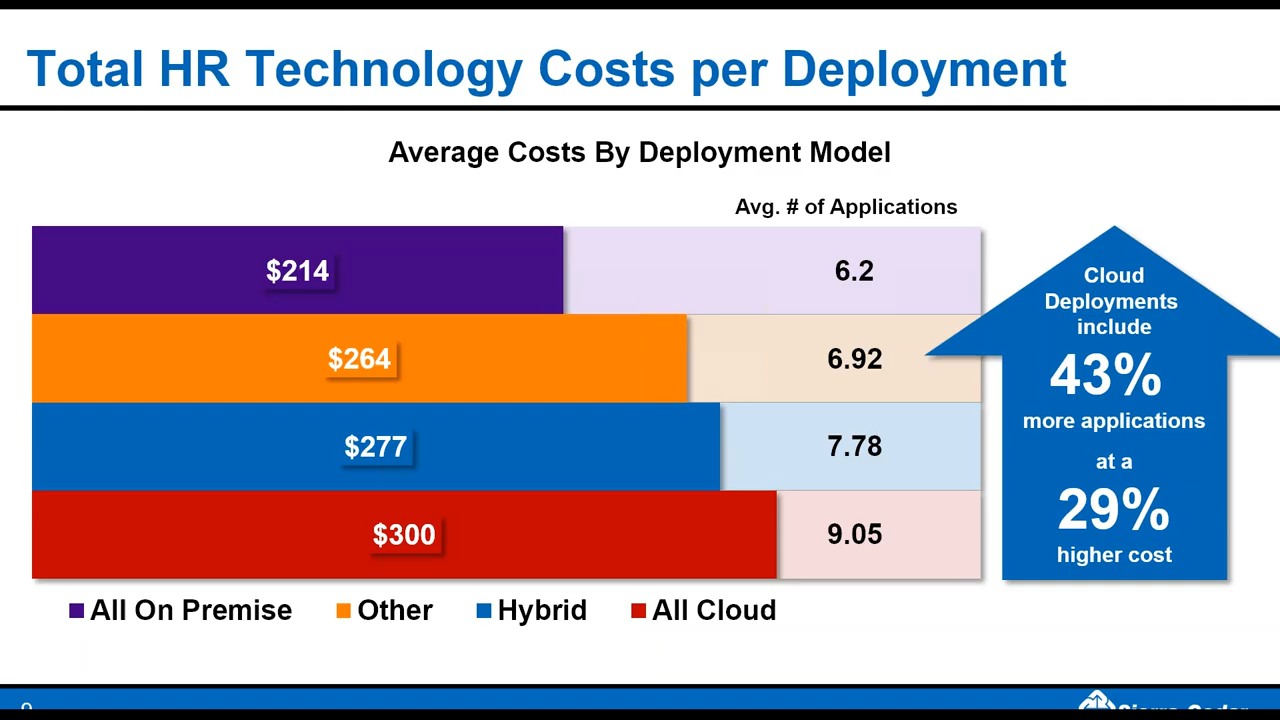 Total HR Technology Costs per Deployment
Average Costs By Deployment Model
Avg. # of Applications
$214
6.2
$264
6.92
$277
7.78
$300
9.05
Cloud
Deployments
include
43%
more applications
at a
29%
higher cost
All On Premise
Other
Hybrid
All Cloud